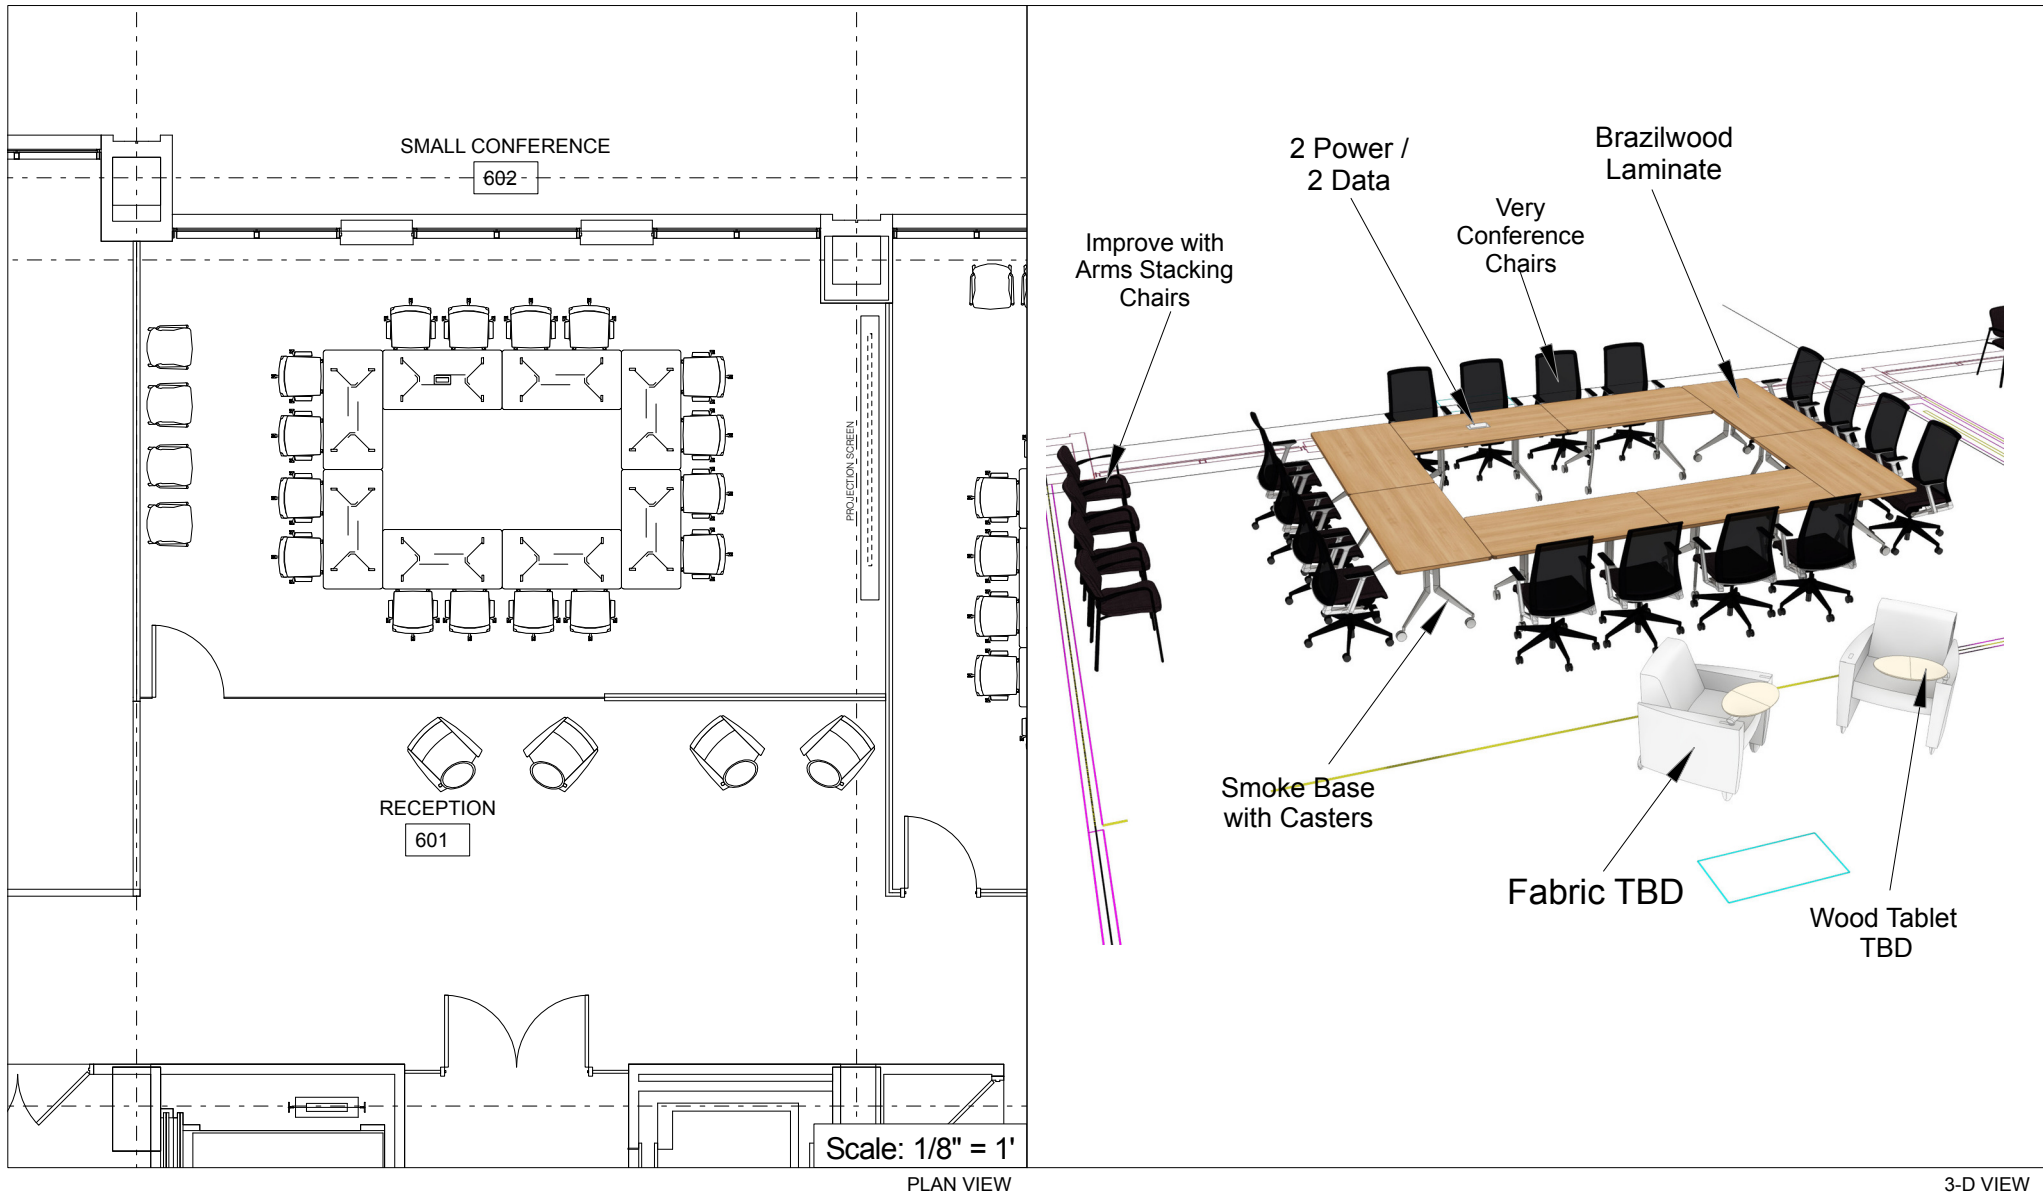 SMALL CONFERENCE
602
PROJECTION SCREEN
RECEPTION
601
Scale: 1/8" = 1'
PLAN VIEW
2 Power /
2 Data
Brazilwood
Laminate
Very
Conference
Chairs
Improve with
Arms Stacking
Chairs
Smoke Base
with Casters
Fabric TBD
Wood Tablet
TBD
3-D VIEW